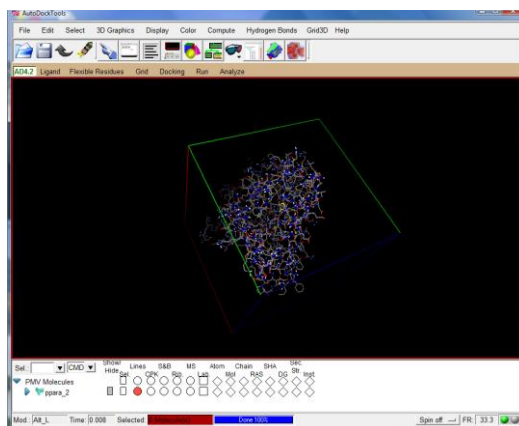 AutoDockTools
File Edit Select 3D Graphics Display Color Compute Hydrogen Bonds Grid3D Help
AD4.2 Ligand Flexible Residues Grid Docking Run Analyze
Show/ Hide Sel. Lines CPK S&B Rib. MS Lab Atom Mol Chain RAS SHA DG Sec. Str. Inst.
Sel.: CMD
PMV Molecules
ppara_2
Mod.: Alt_L Time: 0.008 Selected: Done 100% Spin off FR: 33.3